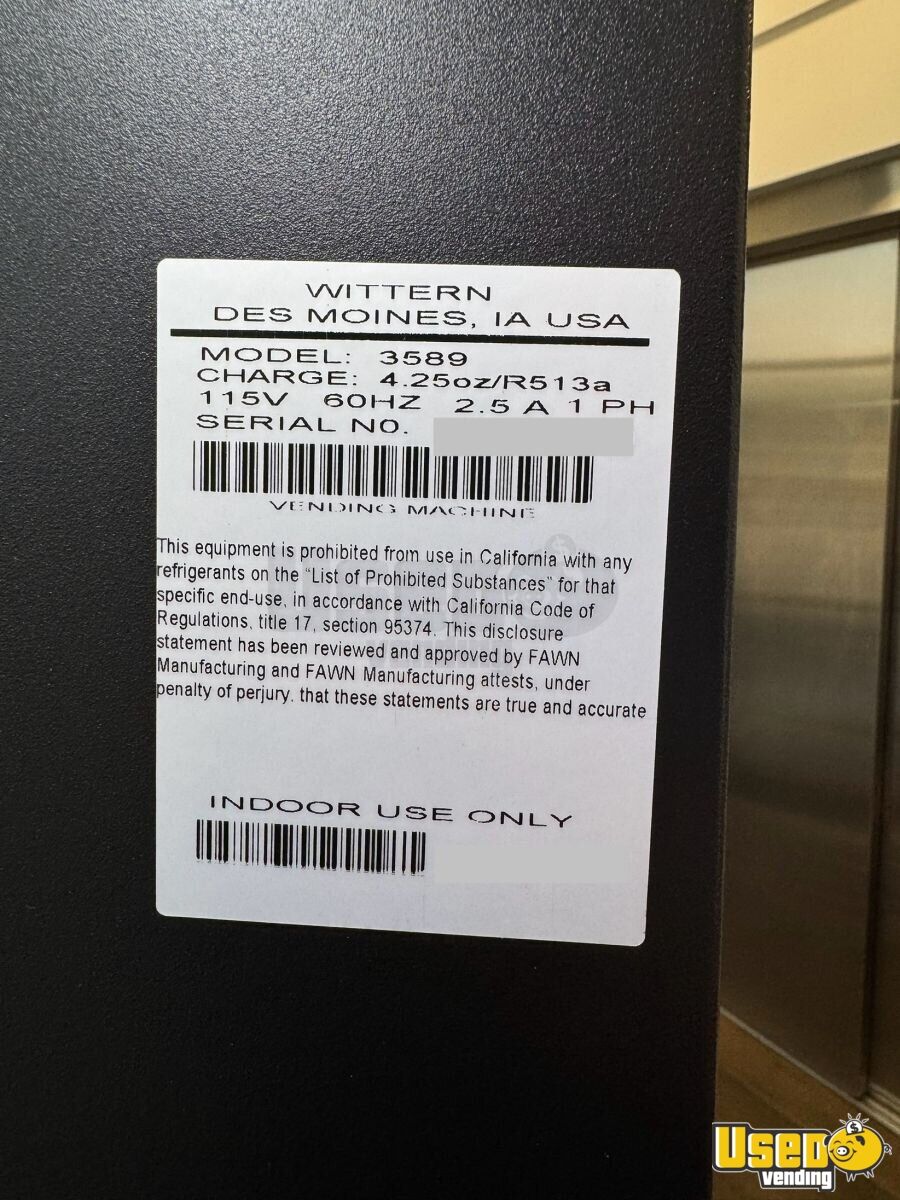 WITTERN
DES MOINES, IA USA
MODEL: 3589
CHARGE: 4.25oz/R513a
115V 60HZ 2.5 A 1 PH
SERIAL NO.
VENDING MACHINE
This equipment is prohibited from use in California with any
refrigerants on the "List of Prohibited Substances" for that
specific end-use, in accordance with California Code of
Regulations, title 17, section 95374. This disclosure
statement has been reviewed and approved by FAWN
Manufacturing and FAWN Manufacturing attests, under
penalty of perjury. that these statements are true and accurate
INDOOR USE ONLY
USED
vending